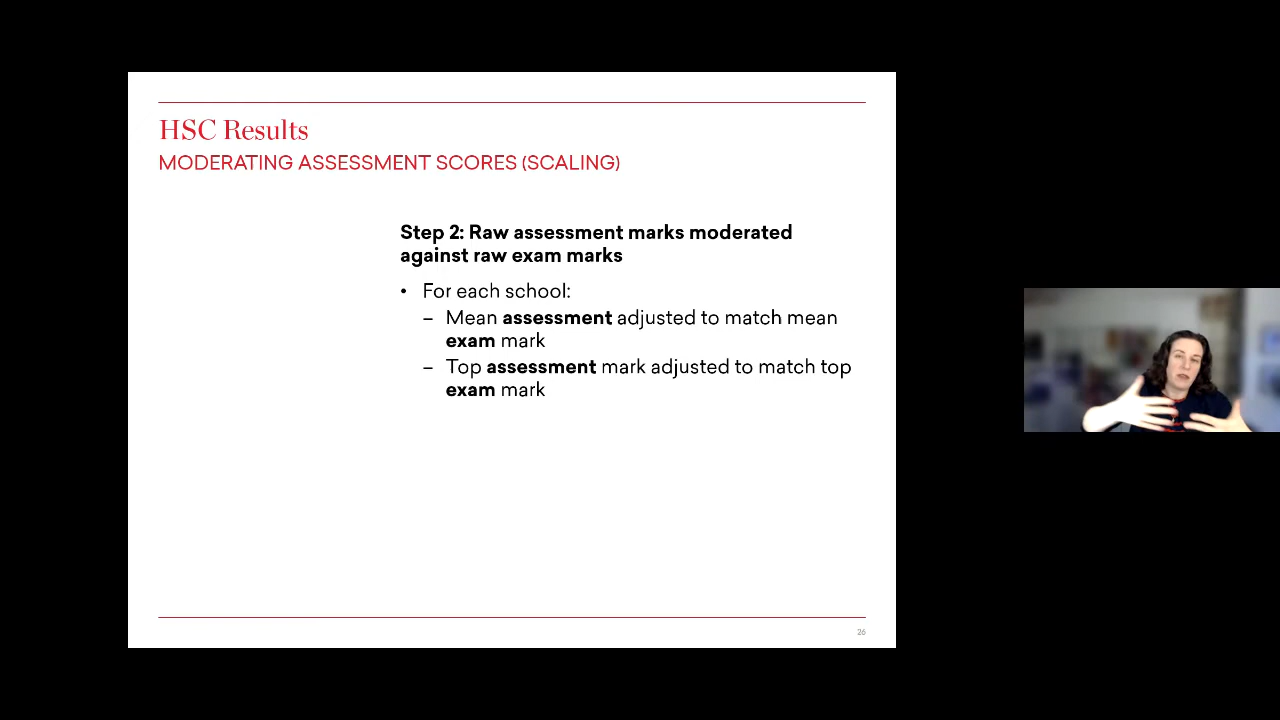 HSC Results
MODERATING ASSESSMENT SCORES (SCALING)
Step 2: Raw assessment marks moderated
against raw exam marks
• For each school:
– Mean assessment adjusted to match mean
exam mark
– Top assessment mark adjusted to match top
exam mark
26